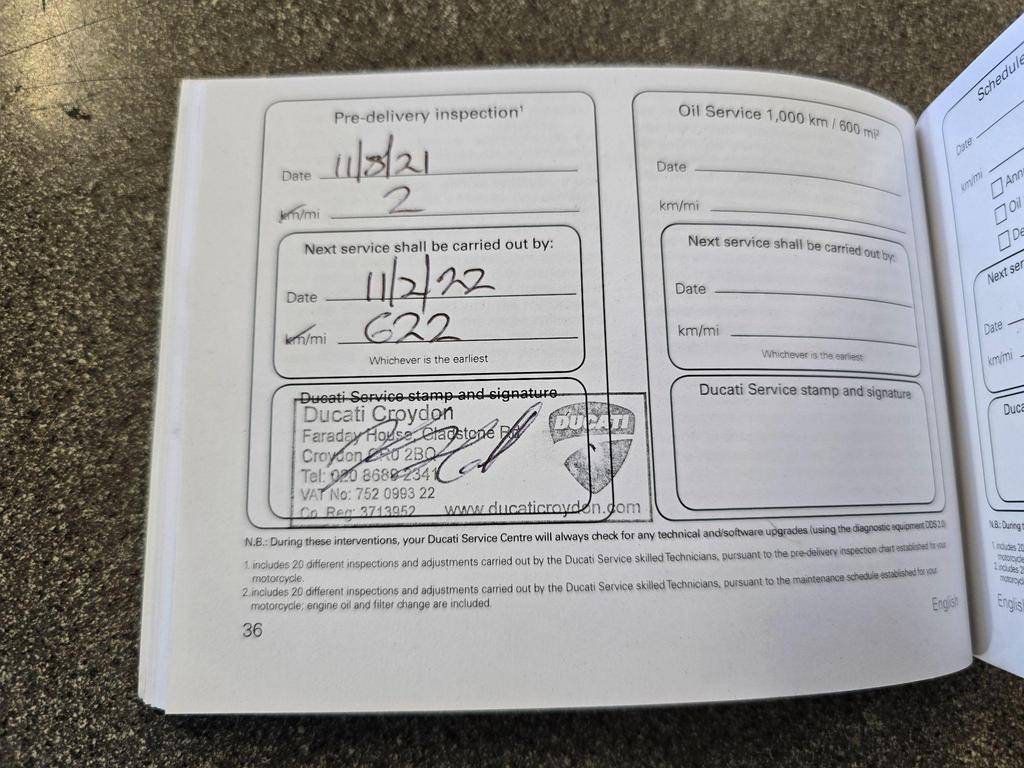 Pre-delivery inspection¹
Date 11/8/21
km/mi 2
Next service shall be carried out by:
Date 11/2/22
km/mi 622
Whichever is the earliest
Ducati Service stamp and signature
Ducati Croydon
Faraday House, Gladstone Rd
Croydon CR0 2BQ
Tel: 020 8689 2341
VAT No: 752 0993 22
Co. Reg: 3713952 www.ducaticroydon.com
DUCATI
Oil Service 1,000 km / 600 mi²
Date
km/mi
Next service shall be carried out by:
Date
km/mi
Whichever is the earliest
Ducati Service stamp and signature
N.B.: During these interventions, your Ducati Service Centre will always check for any technical and/software upgrades (using the diagnostic equipment DDS 2.0)
1. includes 20 different inspections and adjustments carried out by the Ducati Service skilled Technicians, pursuant to the pre-delivery inspection chart established for your
motorcycle.
2. includes 20 different inspections and adjustments carried out by the Ducati Service skilled Technicians, pursuant to the maintenance schedule established for your
motorcycle; engine oil and filter change are included.
English
36
Date
km/mi
Oil
Date
km/mi
N.B.: During